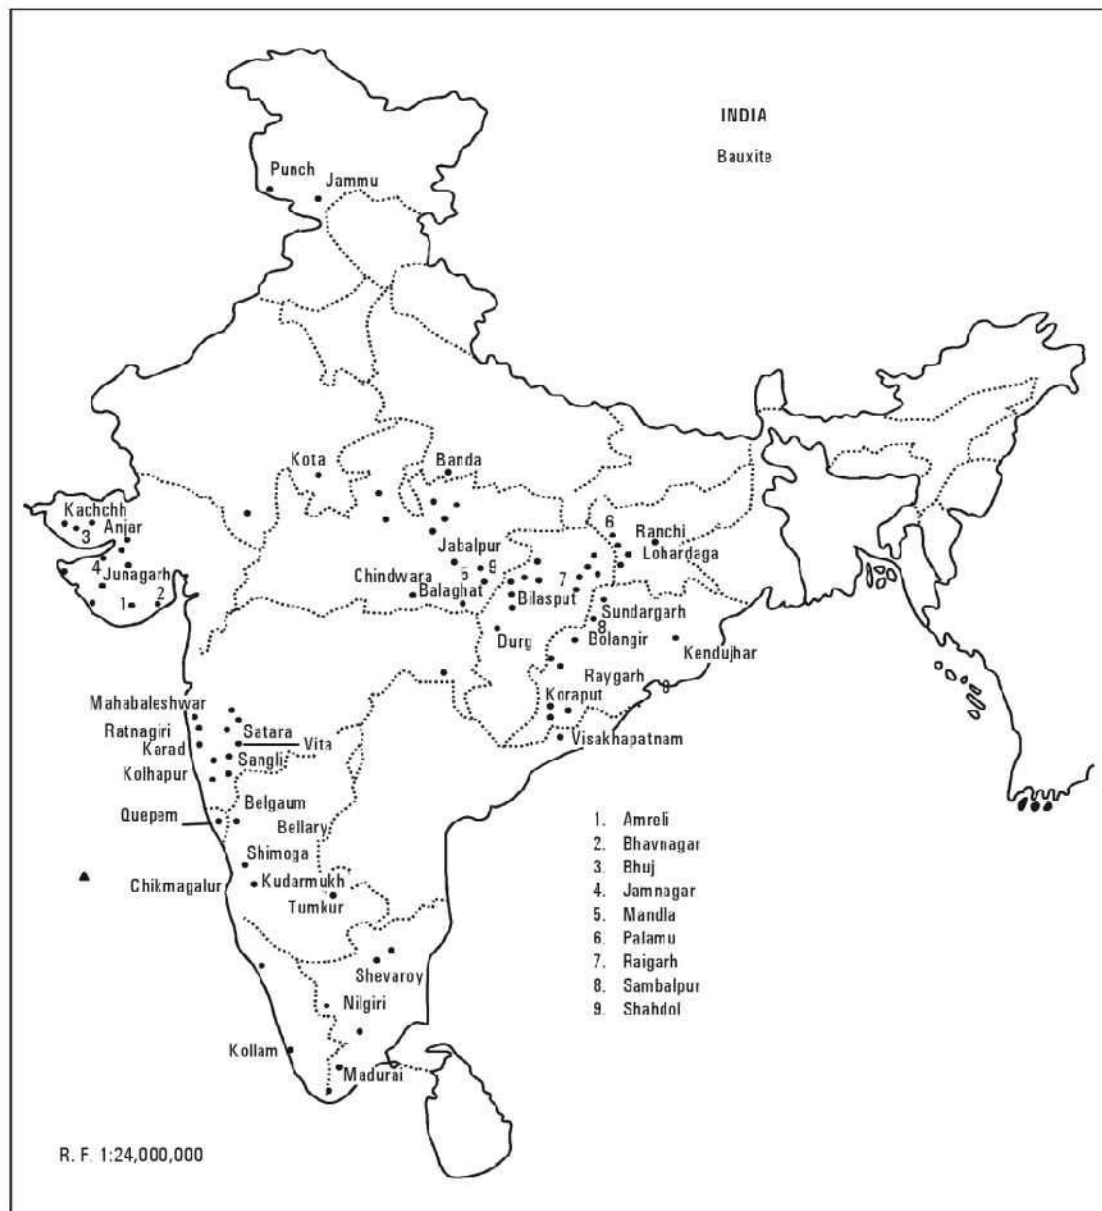 INDIA
Bauxite
Punch
Jammu
Kota
Banda
Kachchh
Anjar
3
6
Ranchi
Lohardaga
Jabalpur
4
Junagarh
Chindwara
5
9
7
Balaghat
Bilasput
1
2
Sundargarh
8
Durg
Bolangir
Kendujhar
Raygarh
Koraput
Mahabaleshwar
Ratnagiri
Satara
Karad
Vita
Visakhapatnam
Sangli
Kolhapur
Quepem
Belgaum
Bellary
Shimoga
Chikmagalur
Kudarmukh
Tumkur
1. Amreli
2. Bhavnagar
3. Bhuj
4. Jamnagar
5. Mandla
6. Palamu
7. Raigarh
8. Sambalpur
9. Shahdol
Shevaroy
Nilgiri
Kollam
Madurai
R. F. 1:24,000,000